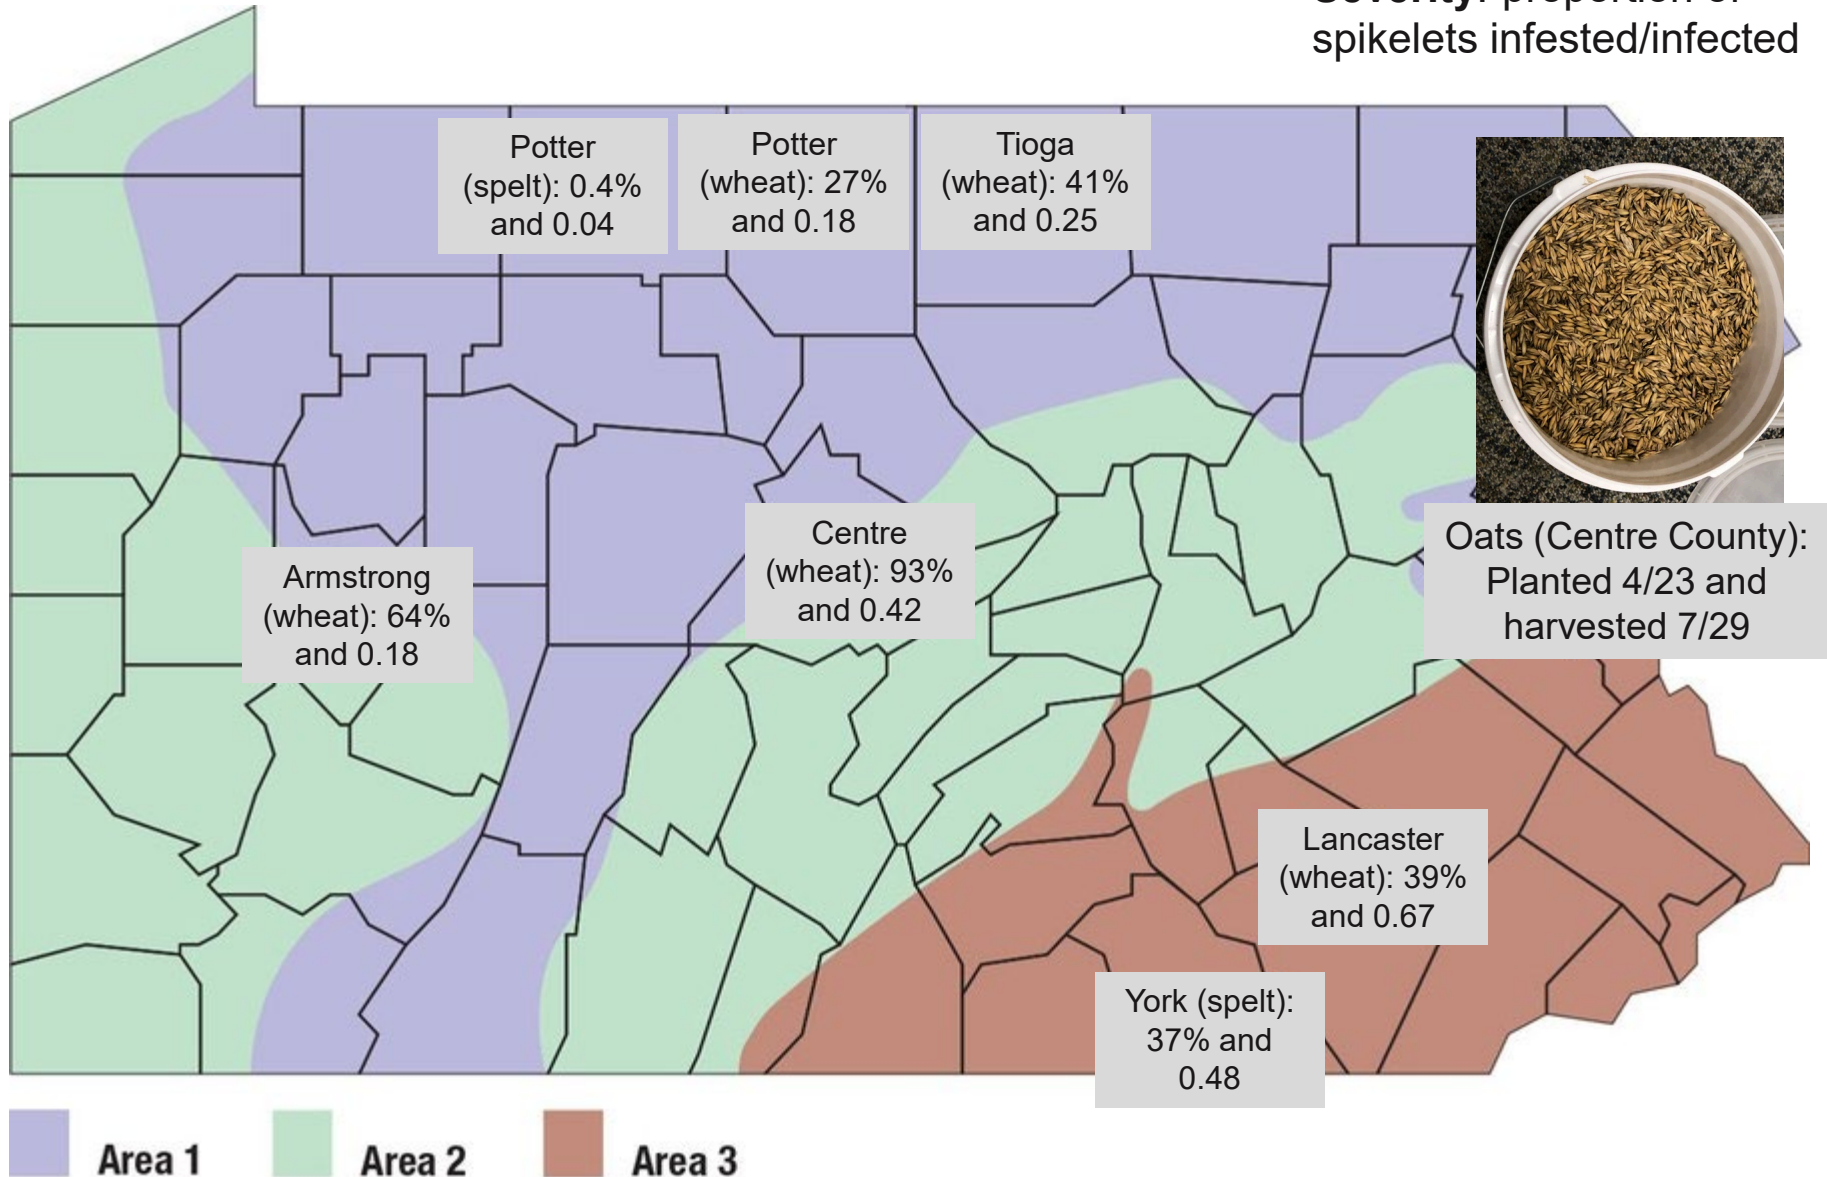 spikelets infested/infected
Potter
(spelt): 0.4%
and 0.04
Potter
(wheat): 27%
and 0.18
Tioga
(wheat): 41%
and 0.25
Centre
(wheat): 93%
and 0.42
Oats (Centre County):
Planted 4/23 and
harvested 7/29
Armstrong
(wheat): 64%
and 0.18
Lancaster
(wheat): 39%
and 0.67
York (spelt):
37% and
0.48
Area 1
Area 2
Area 3